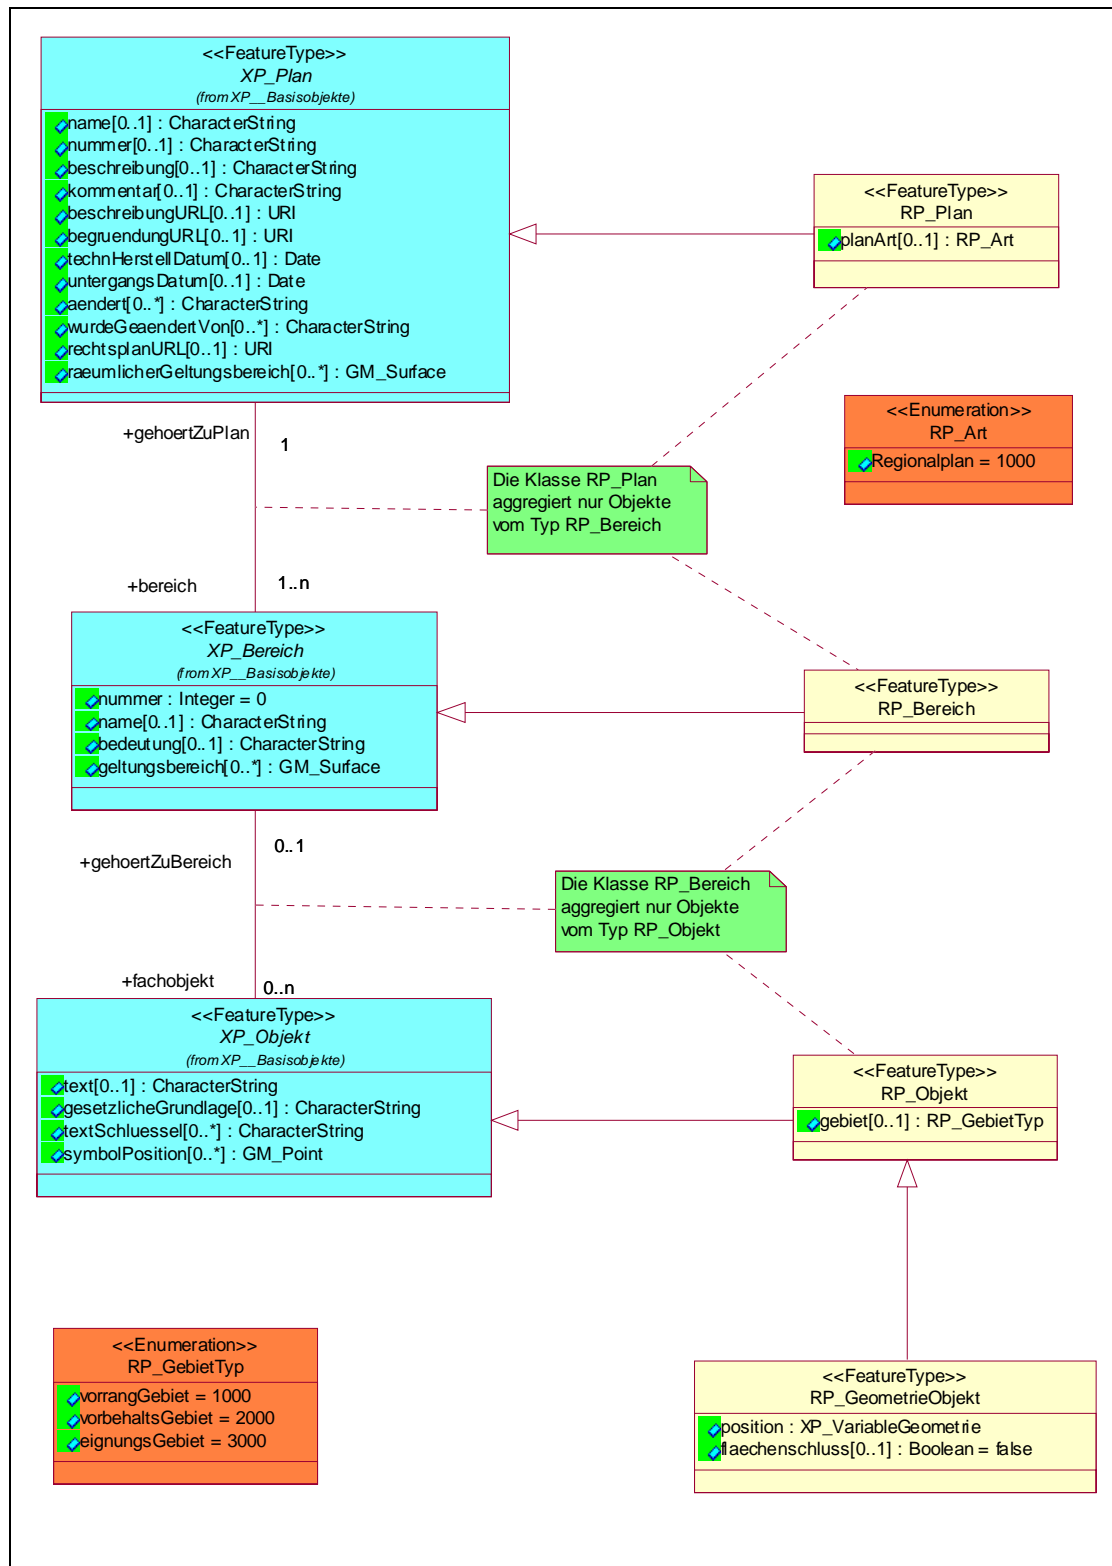 <<FeatureType>>
XP_Plan
(from XP__Basisobjekte)
name[0..1] : CharacterString
nummer[0..1] : CharacterString
beschreibung[0..1] : CharacterString
kommentar[0..1] : CharacterString
beschreibungURL[0..1] : URI
begruendungURL[0..1] : URI
technHerstellDatum[0..1] : Date
untergangsDatum[0..1] : Date
aendert[0..*] : CharacterString
wurdeGeaendertVon[0..*] : CharacterString
rechtsplanURL[0..1] : URI
raeumlicherGeltungsbereich[0..*] : GM_Surface
<<FeatureType>>
RP_Plan
planArt[0..1] : RP_Art
<<Enumeration>>
RP_Art
Regionalplan = 1000
+gehoertZuPlan
1
Die Klasse RP_Plan
aggregiert nur Objekte
vom Typ RP_Bereich
+bereich
1..n
<<FeatureType>>
XP_Bereich
(from XP__Basisobjekte)
nummer : Integer = 0
name[0..1] : CharacterString
bedeutung[0..1] : CharacterString
geltungsbereich[0..*] : GM_Surface
<<FeatureType>>
RP_Bereich
0..1
+gehoertZuBereich
Die Klasse RP_Bereich
aggregiert nur Objekte
vom Typ RP_Objekt
+fachobjekt
0..n
<<FeatureType>>
XP_Objekt
(from XP__Basisobjekte)
text[0..1] : CharacterString
gesetzlicheGrundlage[0..1] : CharacterString
textSchluessel[0..*] : CharacterString
symbolPosition[0..*] : GM_Point
<<FeatureType>>
RP_Objekt
gebiet[0..1] : RP_GebietTyp
<<Enumeration>>
RP_GebietTyp
vorrangGebiet = 1000
vorbehaltsGebiet = 2000
eignungsGebiet = 3000
<<FeatureType>>
RP_GeometrieObjekt
position : XP_VariableGeometrie
flaechenschluss[0..1] : Boolean = false